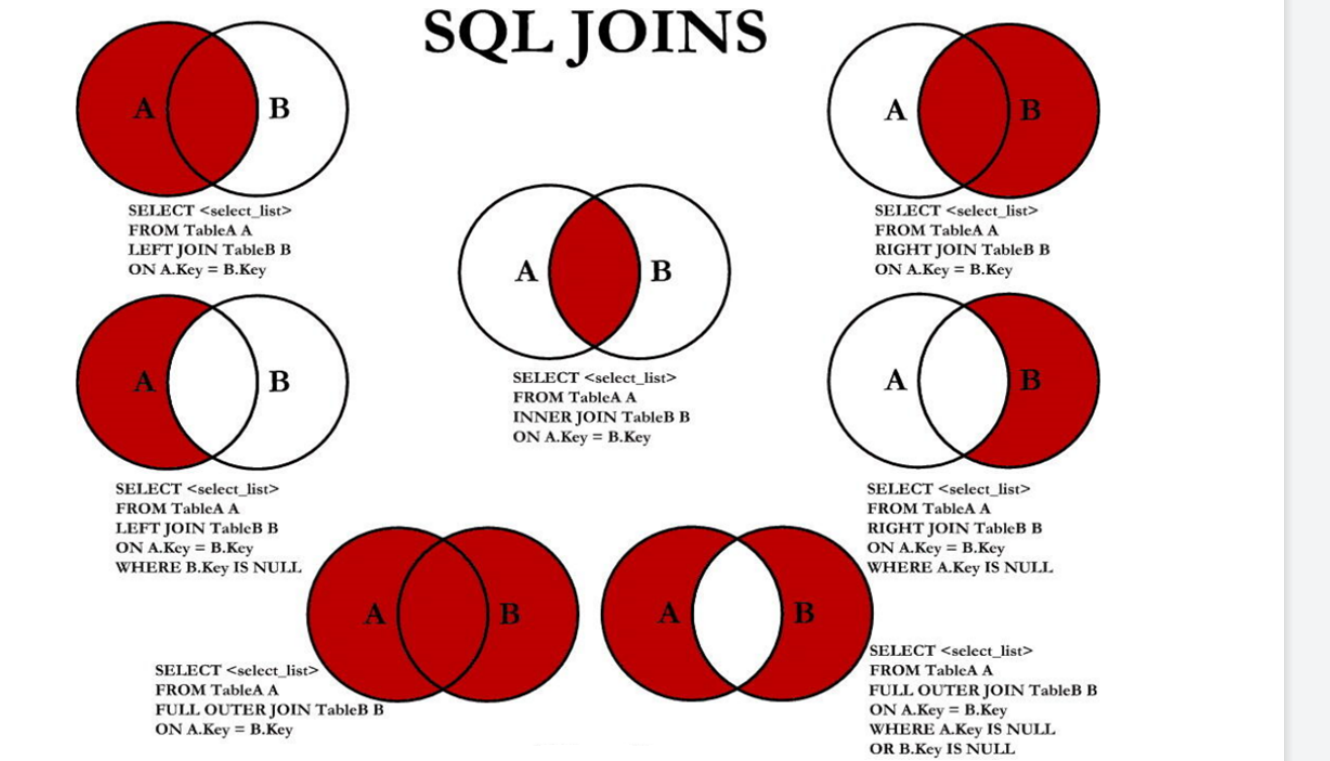 SQL JOINS
A
B
SELECT <select_list>
FROM TableA A
LEFT JOIN TableB B
ON A.Key = B.Key
A
B
SELECT <select_list>
FROM TableA A
RIGHT JOIN TableB B
ON A.Key = B.Key
A
B
SELECT <select_list>
FROM TableA A
INNER JOIN TableB B
ON A.Key = B.Key
A
B
SELECT <select_list>
FROM TableA A
LEFT JOIN TableB B
ON A.Key = B.Key
WHERE B.Key IS NULL
A
B
SELECT <select_list>
FROM TableA A
RIGHT JOIN TableB B
ON A.Key = B.Key
WHERE A.Key IS NULL
A
B
SELECT <select_list>
FROM TableA A
FULL OUTER JOIN TableB B
ON A.Key = B.Key
A
B
SELECT <select_list>
FROM TableA A
FULL OUTER JOIN TableB B
ON A.Key = B.Key
WHERE A.Key IS NULL
OR B.Key IS NULL